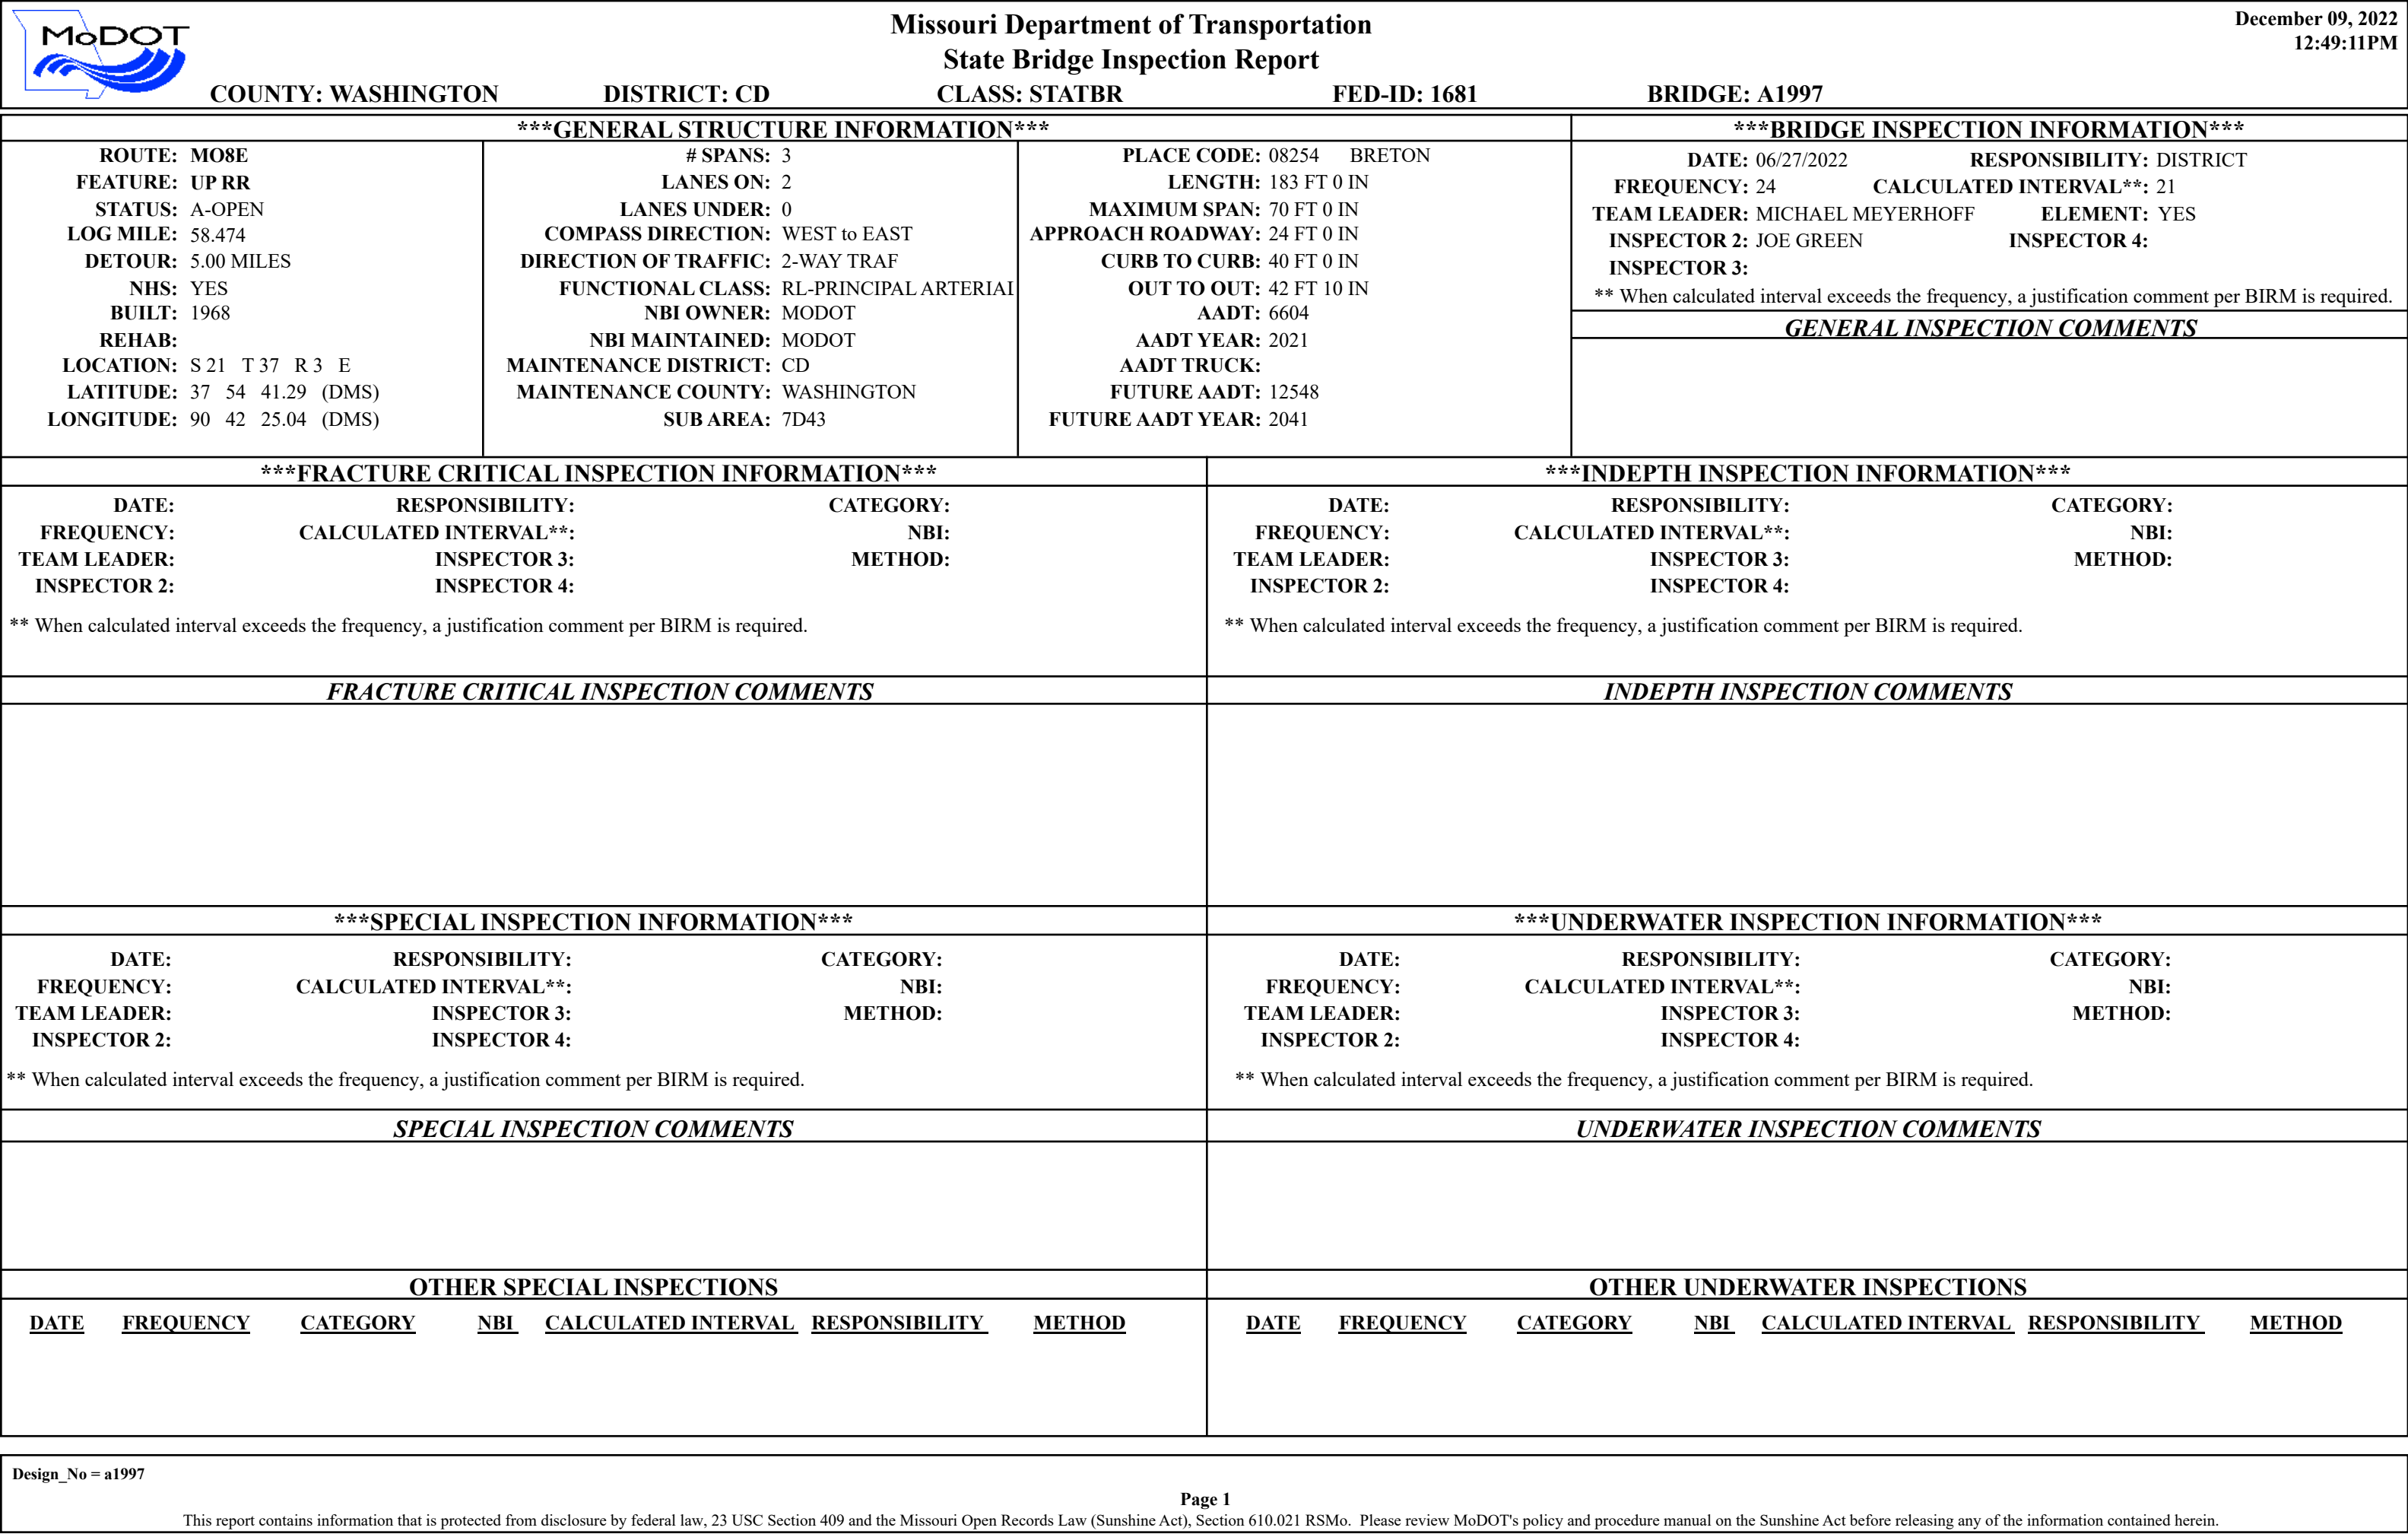 MoDOT
Missouri Department of Transportation
State Bridge Inspection Report
December 09, 2022
12:49:11PM
COUNTY: WASHINGTON DISTRICT: CD CLASS: STATBR FED-ID: 1681 BRIDGE: A1997
***GENERAL STRUCTURE INFORMATION***
ROUTE: MO8E
FEATURE: UP RR
STATUS: A-OPEN
LOG MILE: 58.474
DETOUR: 5.00 MILES
NHS: YES
BUILT: 1968
REHAB:
LOCATION: S 21 T 37 R 3 E
LATITUDE: 37 54 41.29 (DMS)
LONGITUDE: 90 42 25.04 (DMS)
# SPANS: 3
LANES ON: 2
LANES UNDER: 0
COMPASS DIRECTION: WEST to EAST
DIRECTION OF TRAFFIC: 2-WAY TRAF
FUNCTIONAL CLASS: RL-PRINCIPAL ARTERIAL
NBI OWNER: MODOT
NBI MAINTAINED: MODOT
MAINTENANCE DISTRICT: CD
MAINTENANCE COUNTY: WASHINGTON
SUB AREA: 7D43
PLACE CODE: 08254 BRETON
LENGTH: 183 FT 0 IN
MAXIMUM SPAN: 70 FT 0 IN
APPROACH ROADWAY: 24 FT 0 IN
CURB TO CURB: 40 FT 0 IN
OUT TO OUT: 42 FT 10 IN
AADT: 6604
AADT YEAR: 2021
AADT TRUCK:
FUTURE AADT: 12548
FUTURE AADT YEAR: 2041
***BRIDGE INSPECTION INFORMATION***
DATE: 06/27/2022 RESPONSIBILITY: DISTRICT
FREQUENCY: 24 CALCULATED INTERVAL**: 21
TEAM LEADER: MICHAEL MEYERHOFF ELEMENT: YES
INSPECTOR 2: JOE GREEN INSPECTOR 4:
INSPECTOR 3:
** When calculated interval exceeds the frequency, a justification comment per BIRM is required.
GENERAL INSPECTION COMMENTS
***FRACTURE CRITICAL INSPECTION INFORMATION***
DATE: RESPONSIBILITY: CATEGORY:
FREQUENCY: CALCULATED INTERVAL**: NBI:
TEAM LEADER: INSPECTOR 3: METHOD:
INSPECTOR 2: INSPECTOR 4:
** When calculated interval exceeds the frequency, a justification comment per BIRM is required.
FRACTURE CRITICAL INSPECTION COMMENTS
***INDEPTH INSPECTION INFORMATION***
DATE: RESPONSIBILITY: CATEGORY:
FREQUENCY: CALCULATED INTERVAL**: NBI:
TEAM LEADER: INSPECTOR 3: METHOD:
INSPECTOR 2: INSPECTOR 4:
** When calculated interval exceeds the frequency, a justification comment per BIRM is required.
INDEPTH INSPECTION COMMENTS
***SPECIAL INSPECTION INFORMATION***
DATE: RESPONSIBILITY: CATEGORY:
FREQUENCY: CALCULATED INTERVAL**: NBI:
TEAM LEADER: INSPECTOR 3: METHOD:
INSPECTOR 2: INSPECTOR 4:
** When calculated interval exceeds the frequency, a justification comment per BIRM is required.
SPECIAL INSPECTION COMMENTS
***UNDERWATER INSPECTION INFORMATION***
DATE: RESPONSIBILITY: CATEGORY:
FREQUENCY: CALCULATED INTERVAL**: NBI:
TEAM LEADER: INSPECTOR 3: METHOD:
INSPECTOR 2: INSPECTOR 4:
** When calculated interval exceeds the frequency, a justification comment per BIRM is required.
UNDERWATER INSPECTION COMMENTS
OTHER SPECIAL INSPECTIONS
DATE FREQUENCY CATEGORY NBI CALCULATED INTERVAL RESPONSIBILITY METHOD
OTHER UNDERWATER INSPECTIONS
DATE FREQUENCY CATEGORY NBI CALCULATED INTERVAL RESPONSIBILITY METHOD
Design_No = a1997
Page 1
This report contains information that is protected from disclosure by federal law, 23 USC Section 409 and the Missouri Open Records Law (Sunshine Act), Section 610.021 RSMo. Please review MoDOT's policy and procedure manual on the Sunshine Act before releasing any of the information contained herein.